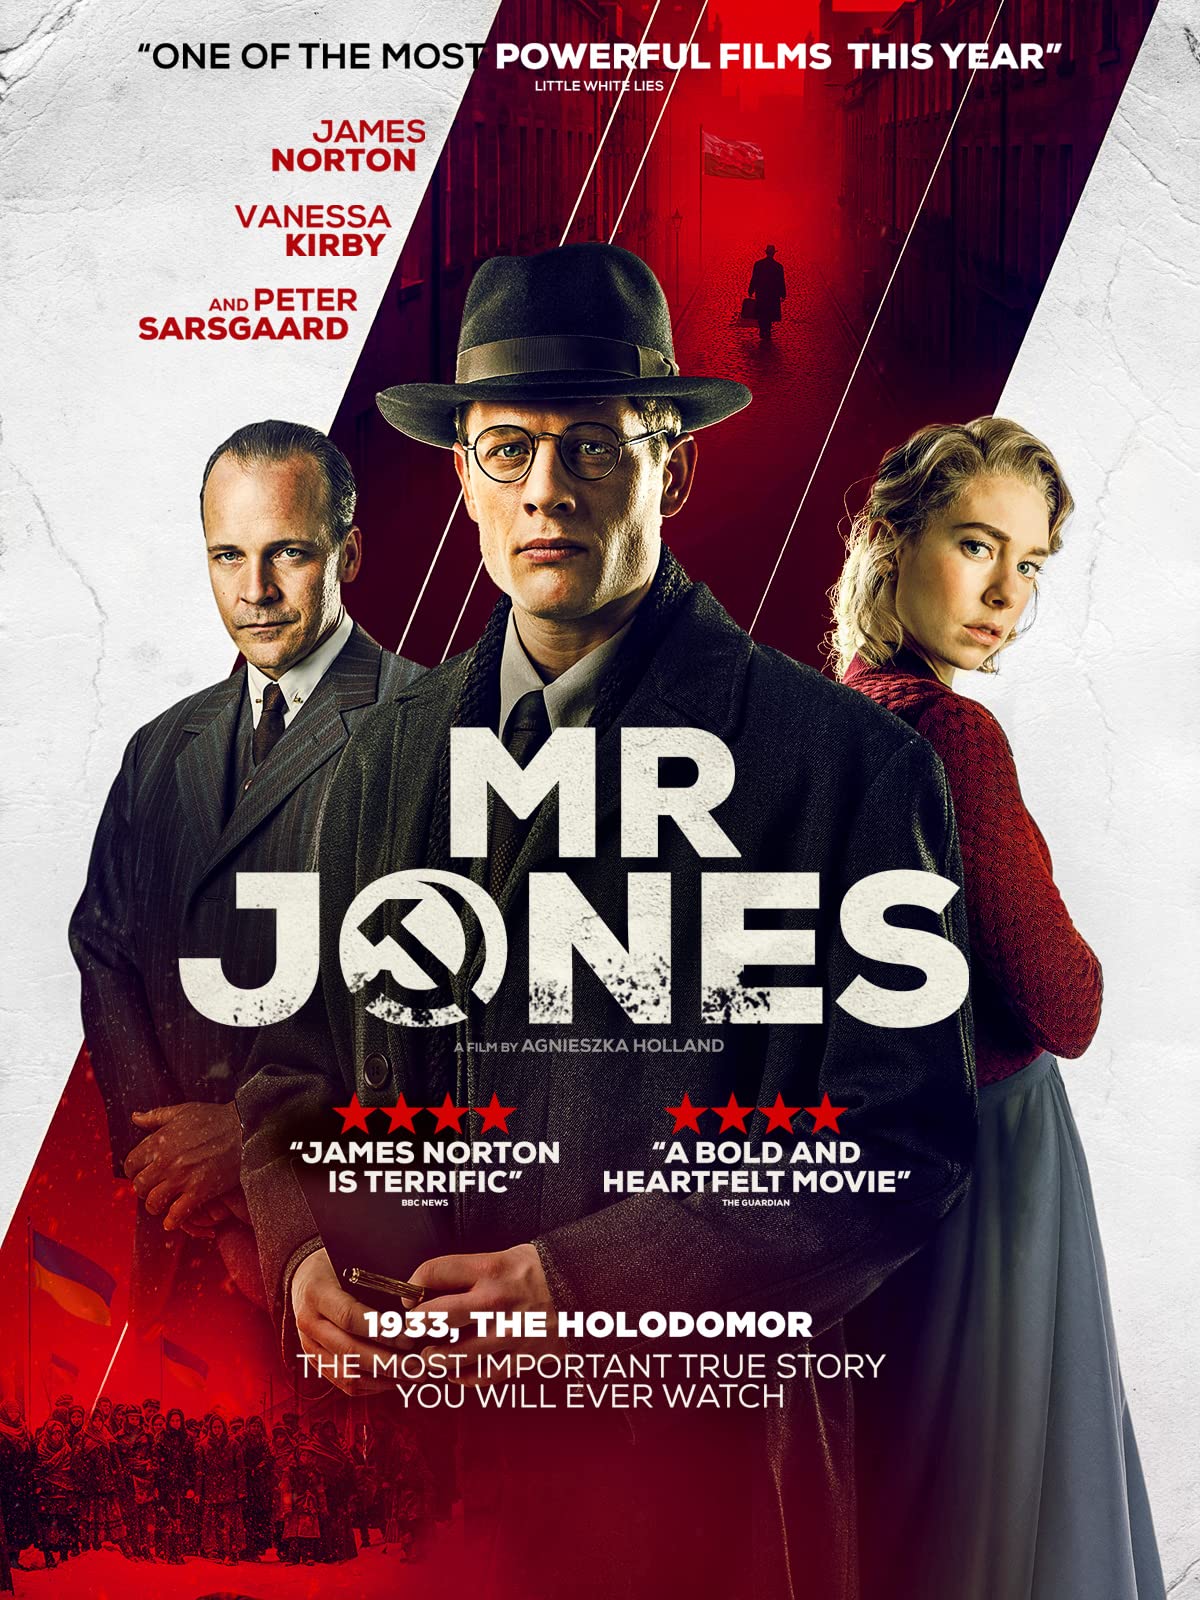 “ONE OF THE MOST POWERFUL FILMS THIS YEAR”
LITTLE WHITE LIES
JAMES
NORTON
VANESSA
KIRBY
AND PETER
SARSGAARD
MR
JONES
A FILM BY AGNIESZKA HOLLAND
“JAMES NORTON
IS TERRIFIC”
BBC NEWS
“A BOLD AND
HEARTFELT MOVIE”
THE GUARDIAN
1933, THE HOLODOMOR
THE MOST IMPORTANT TRUE STORY
YOU WILL EVER WATCH